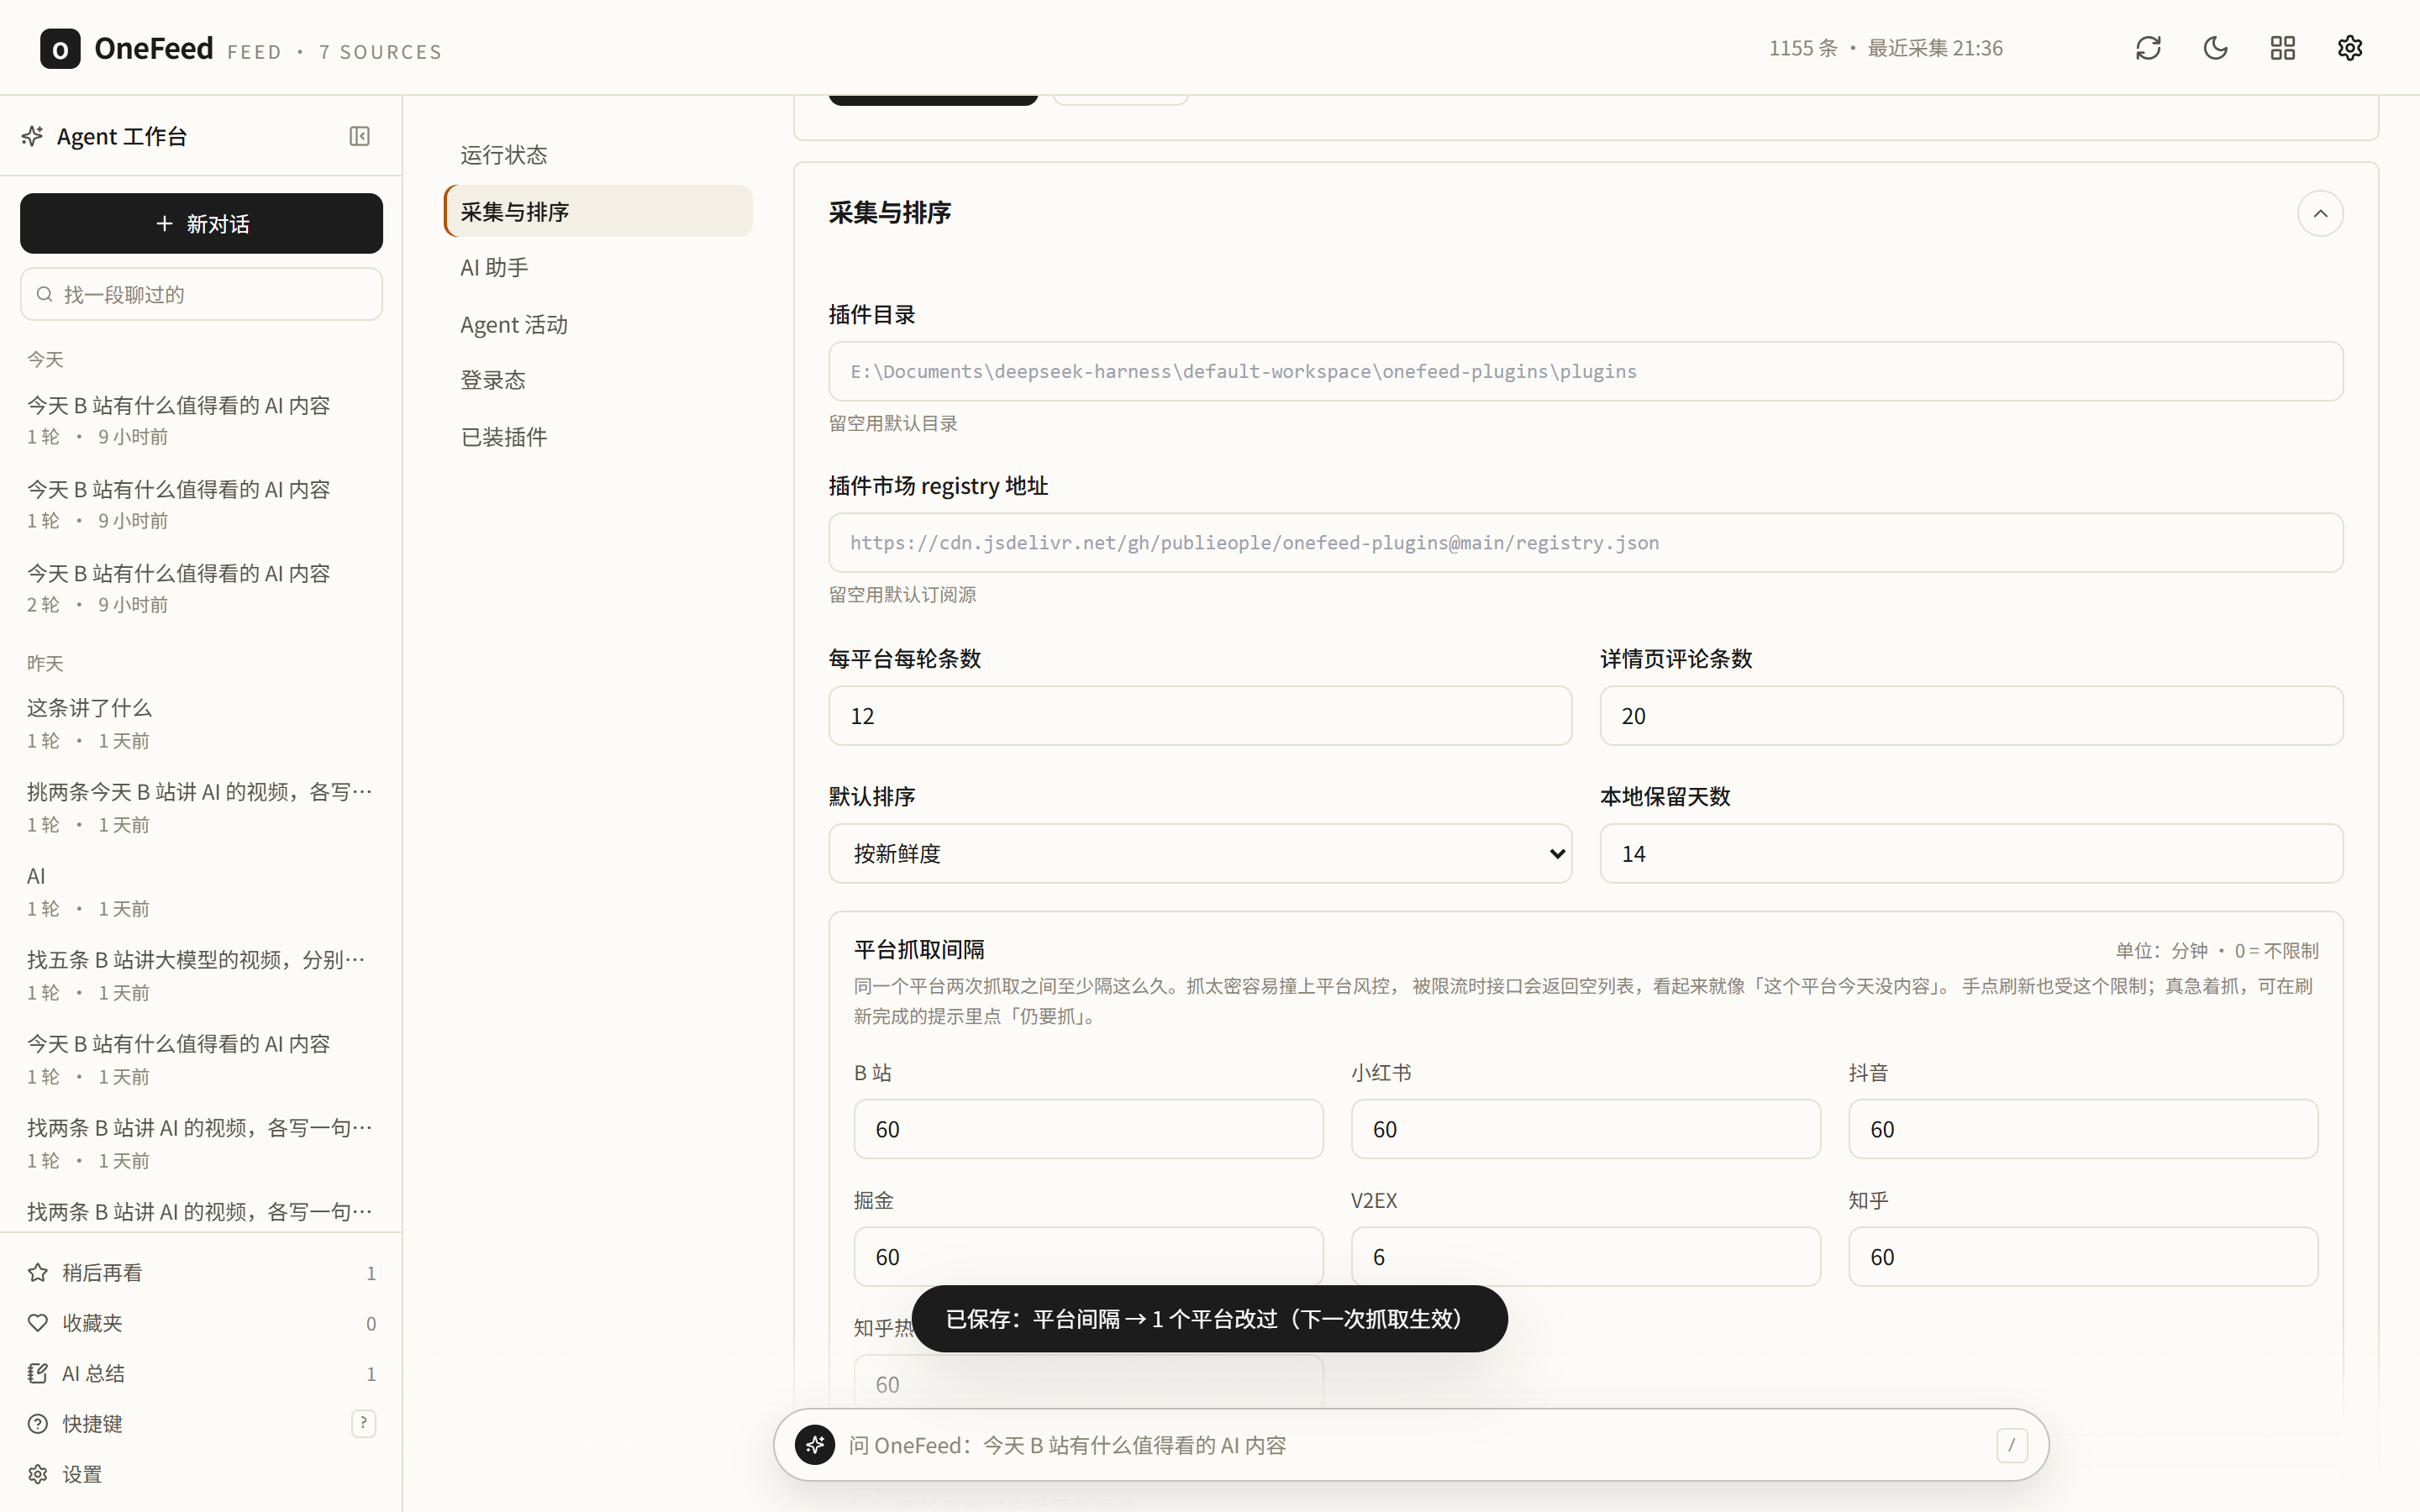 O OneFeed FEED • 7 SOURCES
1155 条 • 最近采集 21:36
Agent 工作台
+ 新对话
找一段聊过的
今天
今天 B 站有什么值得看的 AI 内容
1 轮 • 9 小时前
今天 B 站有什么值得看的 AI 内容
1 轮 • 9 小时前
今天 B 站有什么值得看的 AI 内容
2 轮 • 9 小时前
昨天
这条讲了什么
1 轮 • 1 天前
挑两条今天 B 站讲 AI 的视频，各写…
1 轮 • 1 天前
AI
1 轮 • 1 天前
找五条 B 站讲大模型的视频，分别…
1 轮 • 1 天前
今天 B 站有什么值得看的 AI 内容
1 轮 • 1 天前
找两条 B 站讲 AI 的视频，各写一句…
1 轮 • 1 天前
找两条 B 站讲 AI 的视频，各写一句…
稍后再看 1
收藏夹 0
AI 总结 1
快捷键 ?
设置
运行状态
采集与排序
AI 助手
Agent 活动
登录态
已装插件
采集与排序
插件目录
E:\Documents\deepseek-harness\default-workspace\onefeed-plugins\plugins
留空用默认目录
插件市场 registry 地址
https://cdn.jsdelivr.net/gh/publieople/onefeed-plugins@main/registry.json
留空用默认订阅源
每平台每轮条数
12
详情页评论条数
20
默认排序
按新鲜度
本地保留天数
14
平台抓取间隔
单位：分钟 • 0 = 不限制
同一个平台两次抓取之间至少隔这么久。抓太密容易撞上平台风控， 被限流时接口会返回空列表，看起来就像「这个平台今天没内容」。 手点刷新也受这个限制；真急着抓，可在刷
新完成的提示里点「仍要抓」。
B 站
60
小红书
60
抖音
60
掘金
60
V2EX
6
知乎
60
知乎热
60
已保存：平台间隔 → 1 个平台改过（下一次抓取生效）
问 OneFeed：今天 B 站有什么值得看的 AI 内容
/